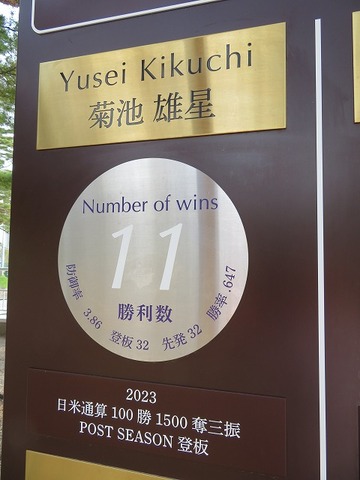 Yusei Kikuchi
菊池 雄星
Number of wins
11
勝利数
防御率 3.86 登板 32 先発 32 勝率 .647
2023
日米通算 100 勝 1500 奪三振
POST SEASON 登板